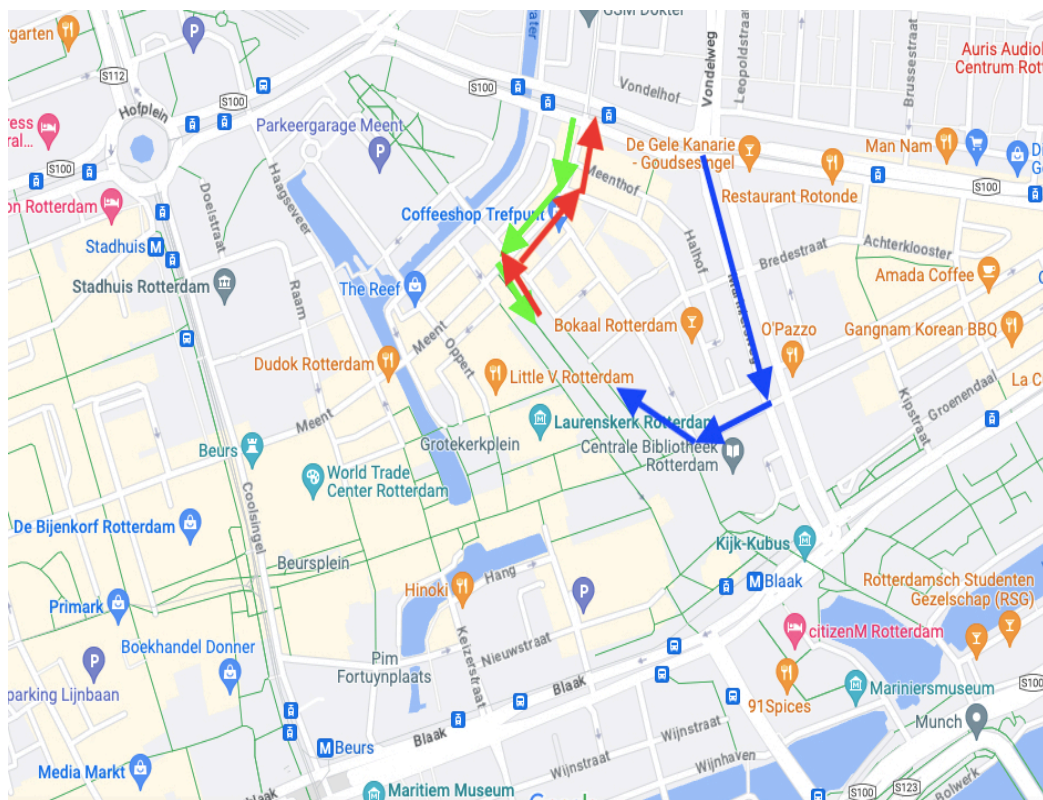 GSM Dokter
rgarten
P
ater
Vondelweg
Leopoldstraat
Brussestraat
Auris Audiol
Centrum Rott
S112
S100
S100
Vondelhof
Hofplein
S100
Parkeergarage Meent
P
De Gele Kanarie
- Goudsesingel
Man Nam
Di
G
ress
ral...
S100
Haagseveer
Meenthof
Restaurant Rotonde
S100
on Rotterdam
Doelstraat
Coffeeshop Trefpunt
Halhof
Bredestraat
Achterklooster
Stadhuis
M
Amada Coffee
Stadhuis Rotterdam
Raam
The Reef
Bokaal Rotterdam
O'Pazzo
Gangnam Korean BBQ
Meent
Oppert
Dudok Rotterdam
Little V Rotterdam
La C
Kipstraat
Groenendaal
Meent
Laurenskerk Rotterdam
Beurs
Grotekerkplein
Centrale Bibliotheek
Rotterdam
World Trade
Center Rotterdam
Coolsingel
De Bijenkorf Rotterdam
Kijk-Kubus
Beursplein
Hang
M Blaak
Rotterdamsch Studenten
Gezelschap (RSG)
Hinoki
P
Primark
Keizerstraat
citizenM Rotterdam
Boekhandel Donner
Nieuwstraat
Pim
Fortuynplaats
P
parking Lijnbaan
Blaak
Mariniersmuseum
S100
91Spices
Munch
Wijnstraat
M Beurs
Blaak
Wijnhaven
Media Markt
Wijnstraat
Bolwerk
S100
S123
Maritiem Museum
blaak